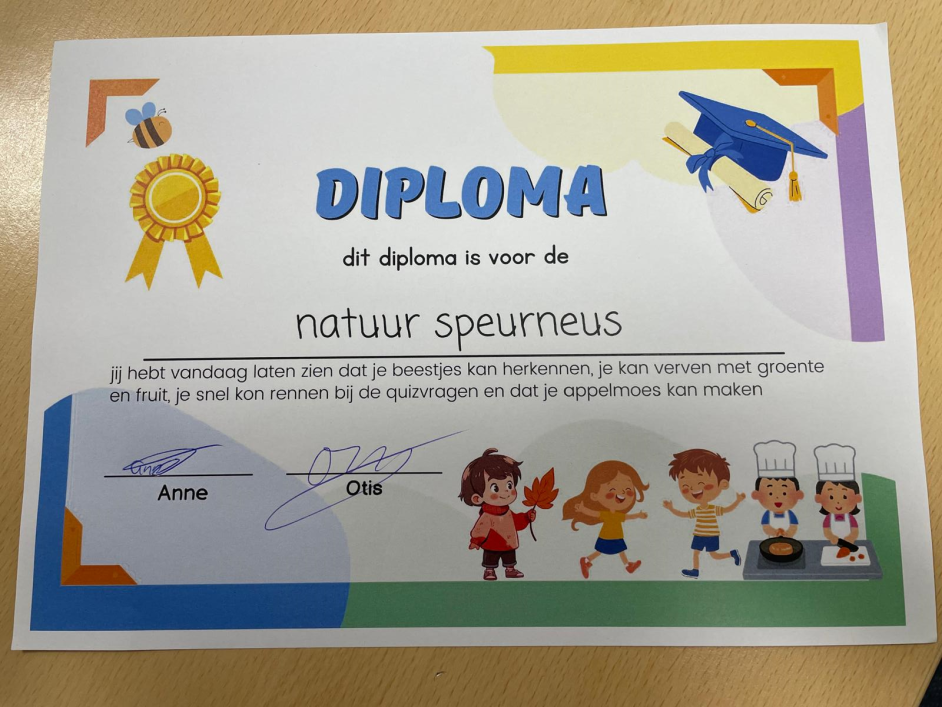 DIPLOMA
dit diploma is voor de
natuur speurneus
jij hebt vandaag laten zien dat je beestjes kan herkennen, je kan verven met groente
en fruit, je snel kon rennen bij de quizvragen en dat je appelmoes kan maken
Anne
Otis